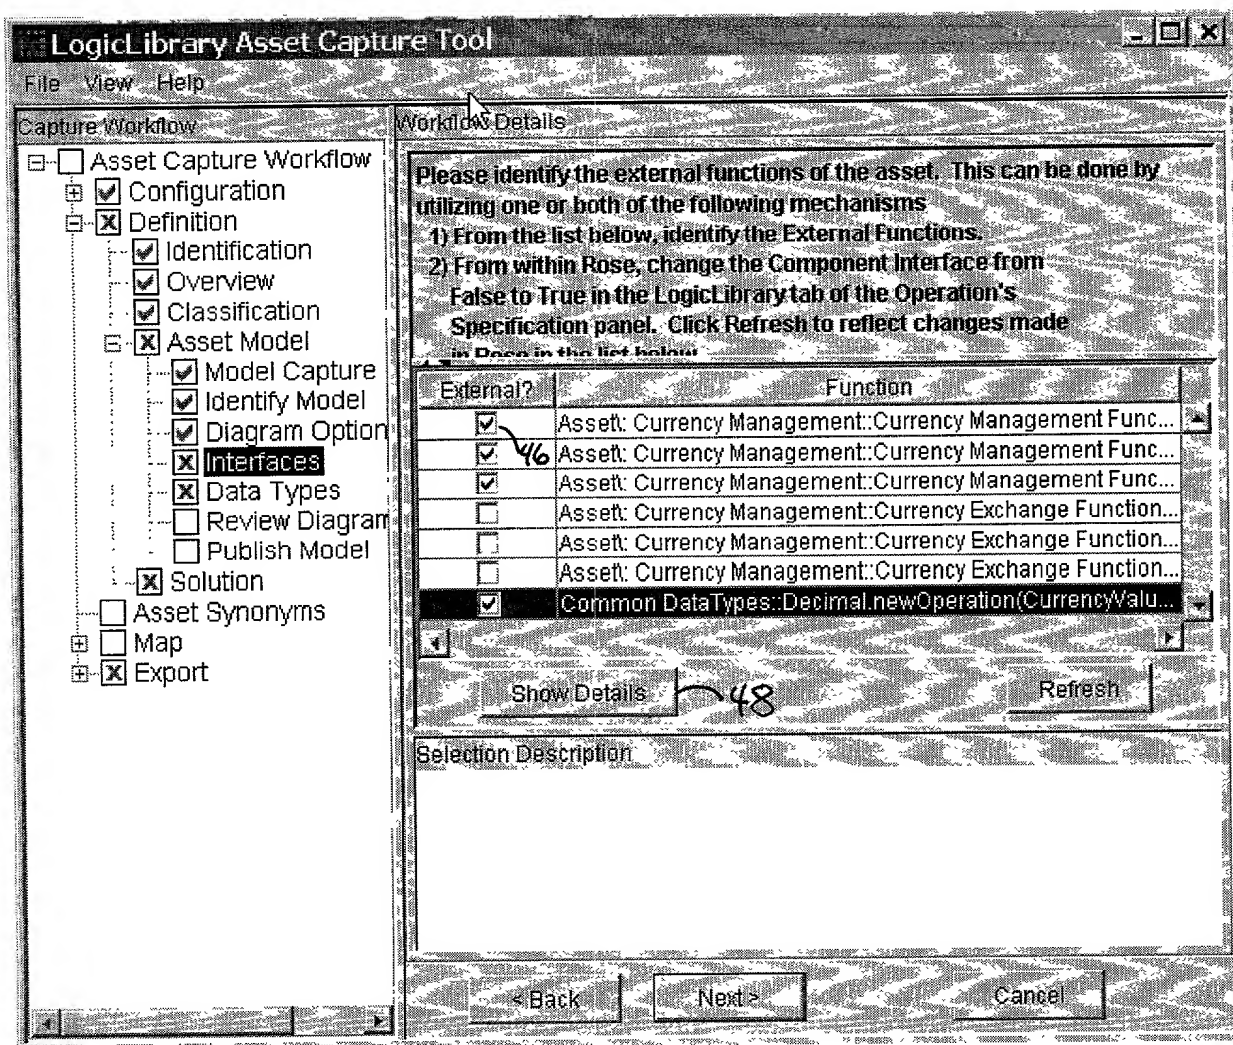 LogicLibrary Asset Capture Tool
File View Help
Capture Workflow
Asset Capture Workflow
Configuration
Definition
Identification
Overview
Classification
Asset Model
Model Capture
Identify Model
Diagram Option
Interfaces
Data Types
Review Diagram
Publish Model
Solution
Asset Synonyms
Map
Export
Workflow Details
Please identify the external functions of the asset. This can be done by
utilizing one or both of the following mechanisms
1) From the list below, identify the External Functions.
2) From within Rose, change the Component Interface from
False to True in the LogicLibrary tab of the Operation's
Specification panel. Click Refresh to reflect changes made
in Rose in the list below
External? Function
Asset\: Currency Management::Currency Management Func...
46
Asset\: Currency Management::Currency Management Func...
Asset\: Currency Management::Currency Management Func...
Asset\: Currency Management::Currency Exchange Function...
Asset\: Currency Management::Currency Exchange Function...
Asset\: Currency Management::Currency Exchange Function...
Common DataTypes::Decimal.newOperation(CurrencyValu...
Show Details 48 Refresh
Selection Description
< Back Next > Cancel